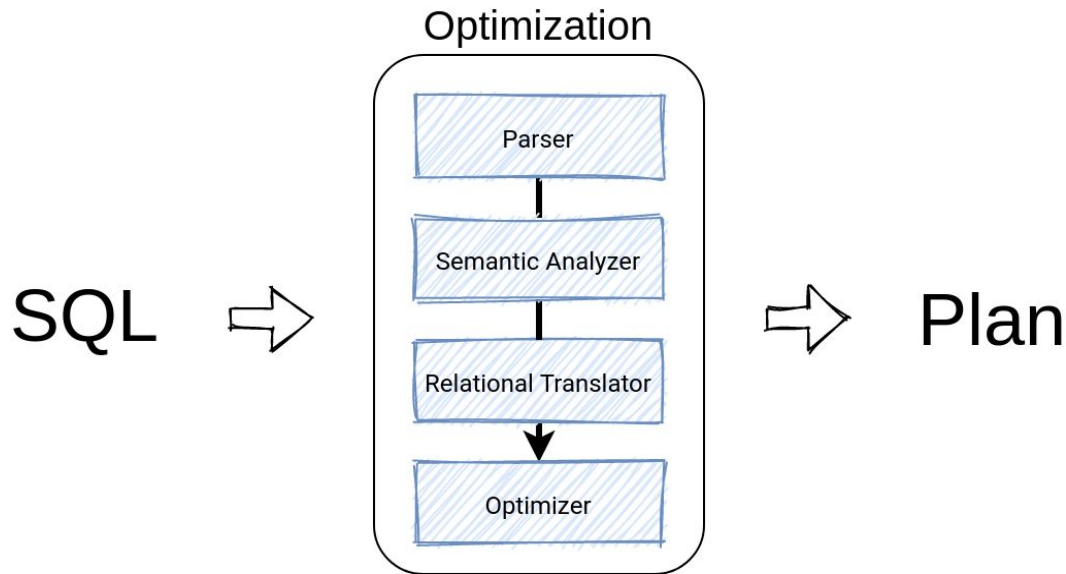 Optimization
Parser
Semantic Analyzer
SQL
Plan
Relational Translator
Optimizer